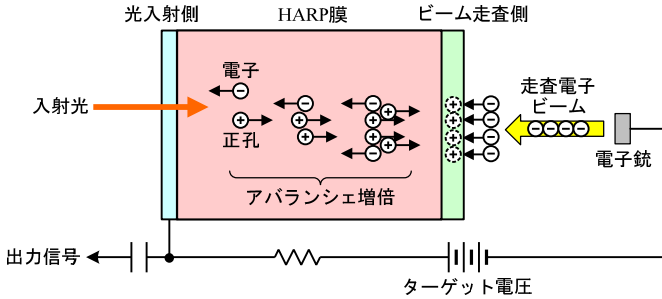 光入射側
HARP膜
ビーム走査側
電子
入射光
正孔
走査電子
ビーム
電子銃
アバランシェ増倍
出力信号
ターゲット電圧